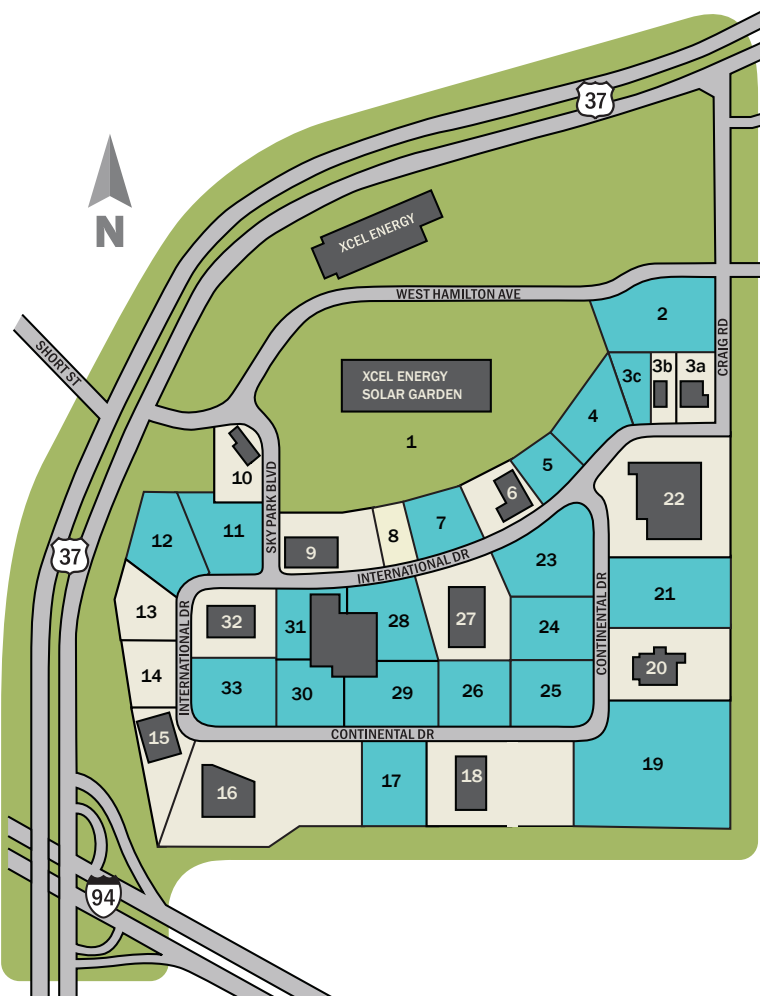 37
N
XCEL ENERGY
WEST HAMILTON AVE
2
CRAIG RD
SHORT ST
XCEL ENERGY
SOLAR GARDEN
3c
3b
3a
4
1
5
10
6
22
SKY PARK BLVD
7
8
11
12
9
37
INTERNATIONAL DR
23
21
13
INTERNATIONAL DR
32
31
28
27
24
CONTINENTAL DR
20
14
33
30
29
26
25
15
CONTINENTAL DR
19
16
17
18
94